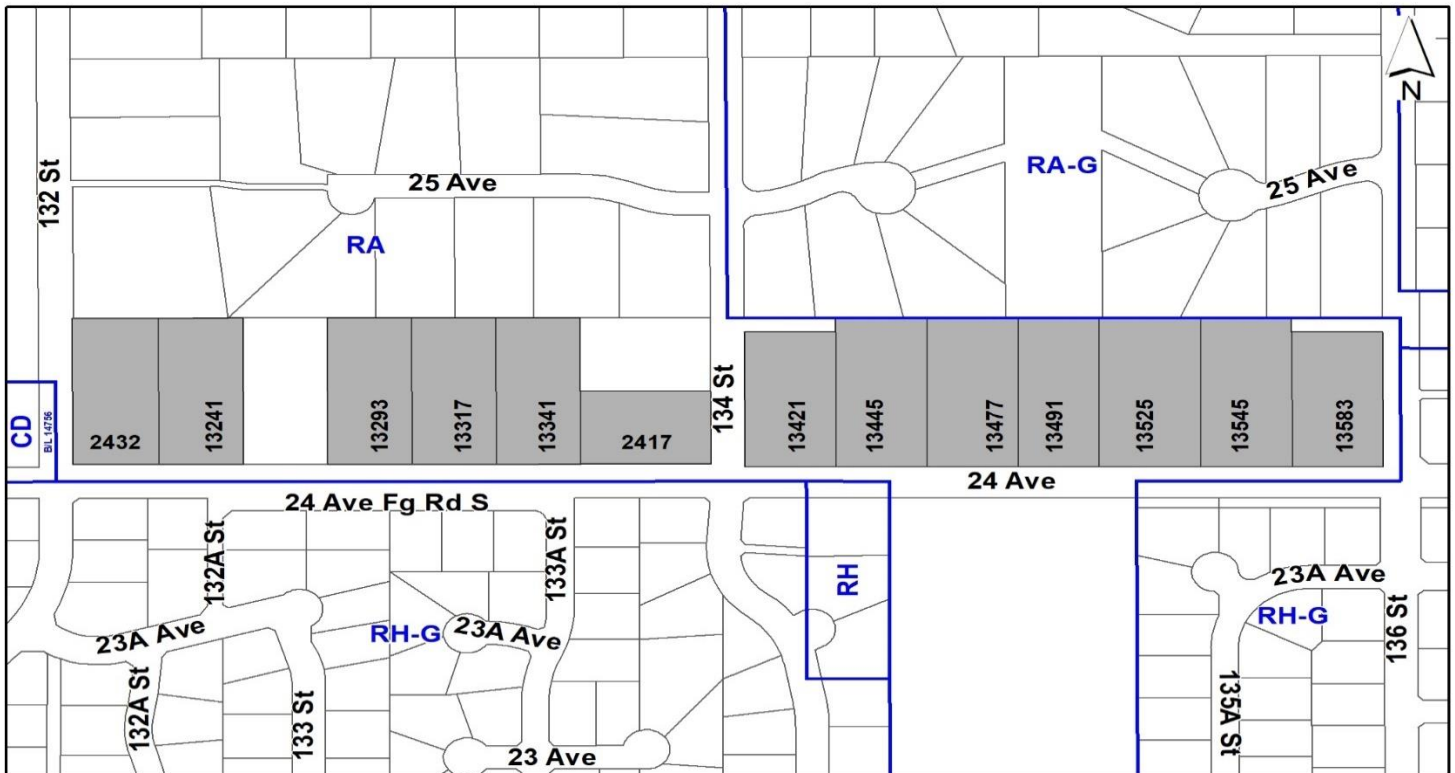 N
132 St
25 Ave
RA
RA-G
25 Ave
134 St
2432
13241
13293
13317
13341
2417
13421
13445
13477
13491
13525
13545
13583
CD
B/L 14756
24 Ave
24 Ave Fg Rd S
132A St
133A St
RH
23A Ave
RH-G
23A Ave
23A Ave
RH-G
136 St
132A St
133 St
135A St
23 Ave